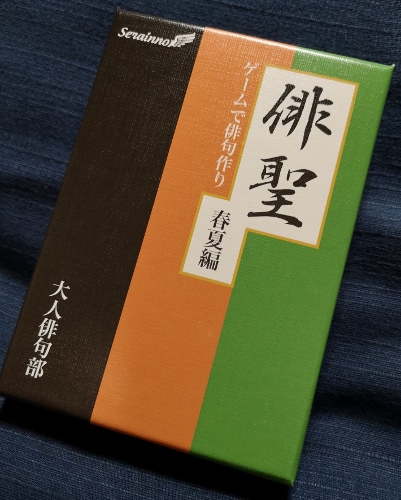 Serainnox
俳聖
ゲームで俳句作り
春夏編
大人俳句部